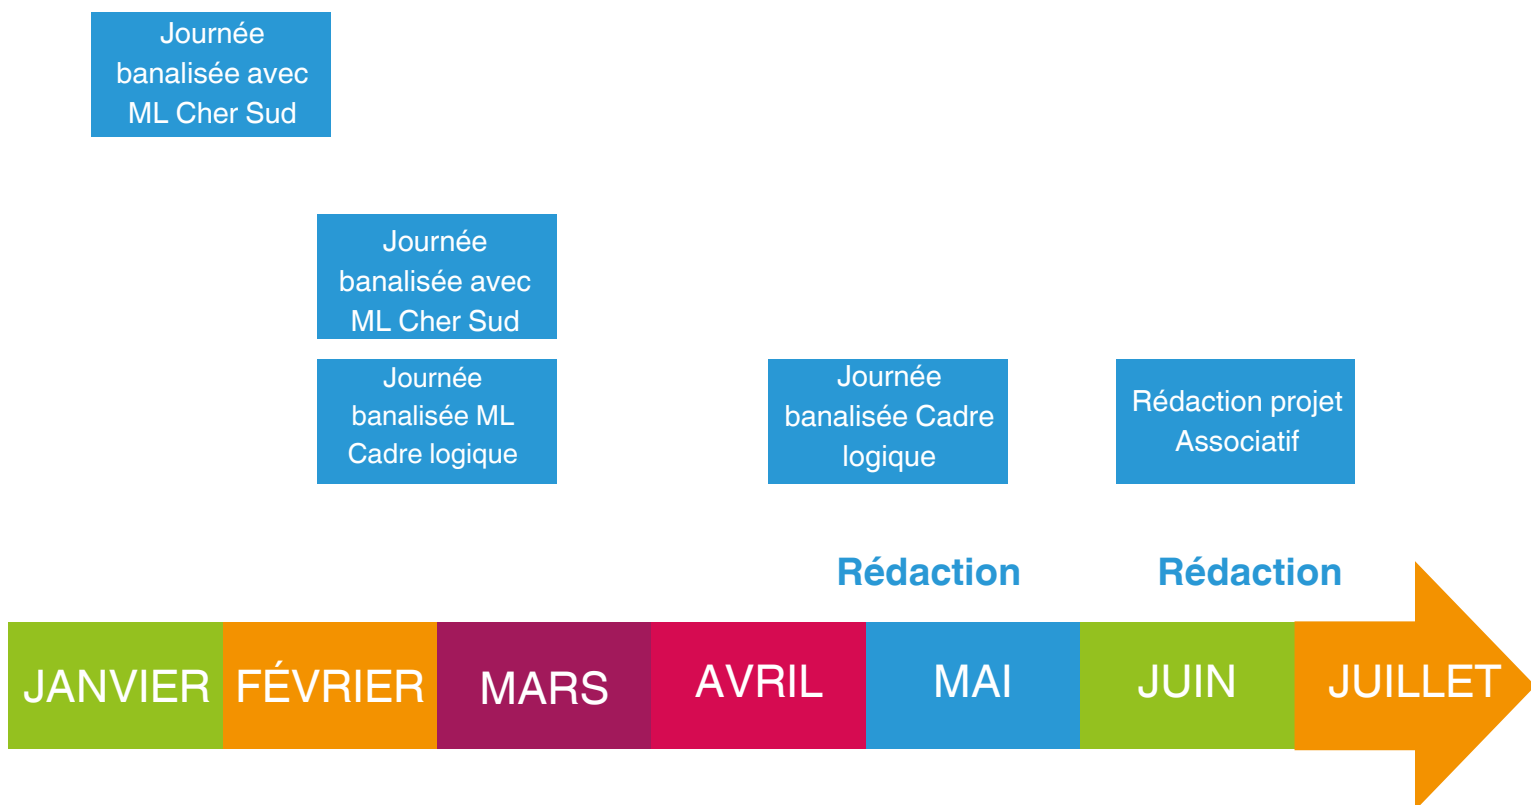 Journée
banalisée avec
ML Cher Sud
Journée
banalisée avec
ML Cher Sud
Journée
banalisée ML
Cadre logique
Journée
banalisée Cadre
logique
Rédaction projet
Associatif
Rédaction
Rédaction
JANVIER
FÉVRIER
MARS
AVRIL
MAI
JUIN
JUILLET